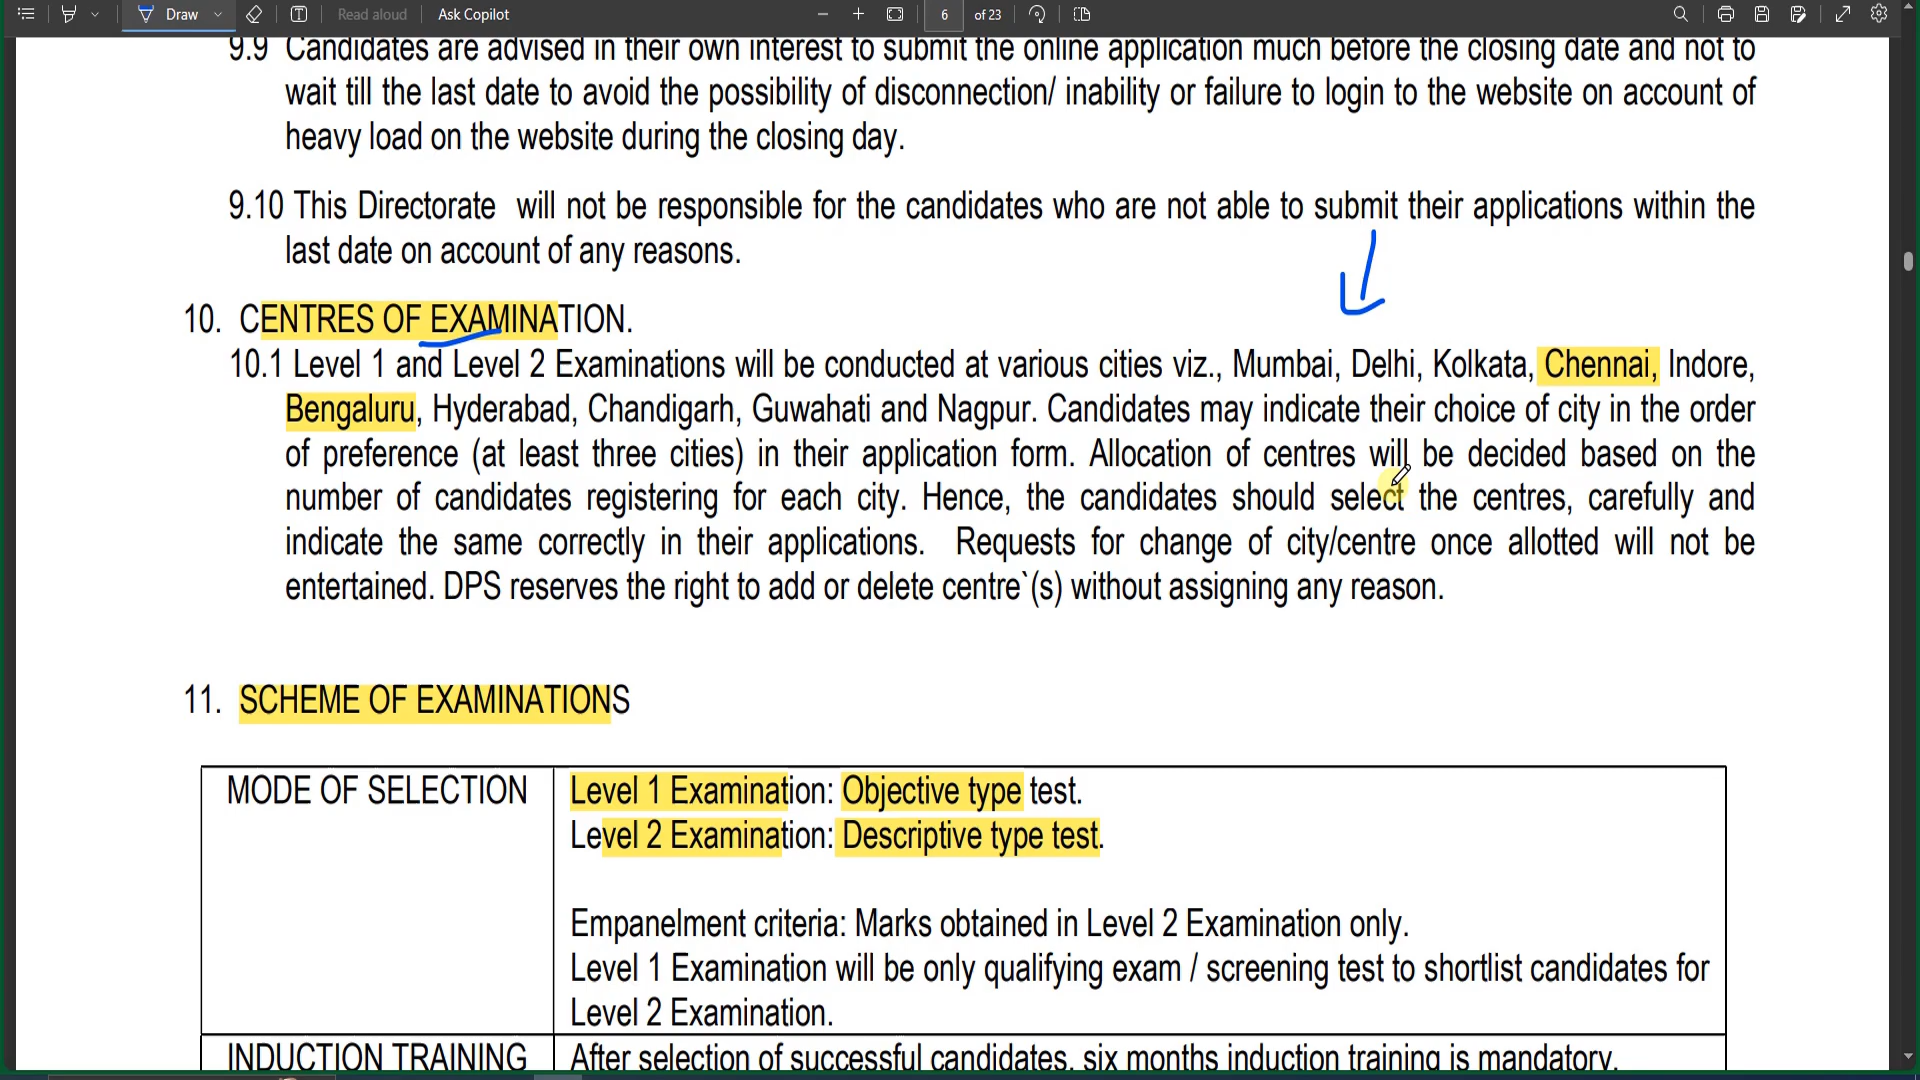 Draw
Read aloud
Ask Copilot
6 of 23
9.9 Candidates are advised in their own interest to submit the online application much before the closing date and not to
wait till the last date to avoid the possibility of disconnection/ inability or failure to login to the website on account of
heavy load on the website during the closing day.
9.10 This Directorate will not be responsible for the candidates who are not able to submit their applications within the
last date on account of any reasons.
10. CENTRES OF EXAMINATION.
10.1 Level 1 and Level 2 Examinations will be conducted at various cities viz., Mumbai, Delhi, Kolkata, Chennai, Indore,
Bengaluru, Hyderabad, Chandigarh, Guwahati and Nagpur. Candidates may indicate their choice of city in the order
of preference (at least three cities) in their application form. Allocation of centres will be decided based on the
number of candidates registering for each city. Hence, the candidates should select the centres, carefully and
indicate the same correctly in their applications. Requests for change of city/centre once allotted will not be
entertained. DPS reserves the right to add or delete centre`(s) without assigning any reason.
11. SCHEME OF EXAMINATIONS
MODE OF SELECTION
Level 1 Examination: Objective type test.
Level 2 Examination: Descriptive type test.
Empanelment criteria: Marks obtained in Level 2 Examination only.
Level 1 Examination will be only qualifying exam / screening test to shortlist candidates for
Level 2 Examination.
INDUCTION TRAINING
After selection of successful candidates, six months induction training is mandatory.